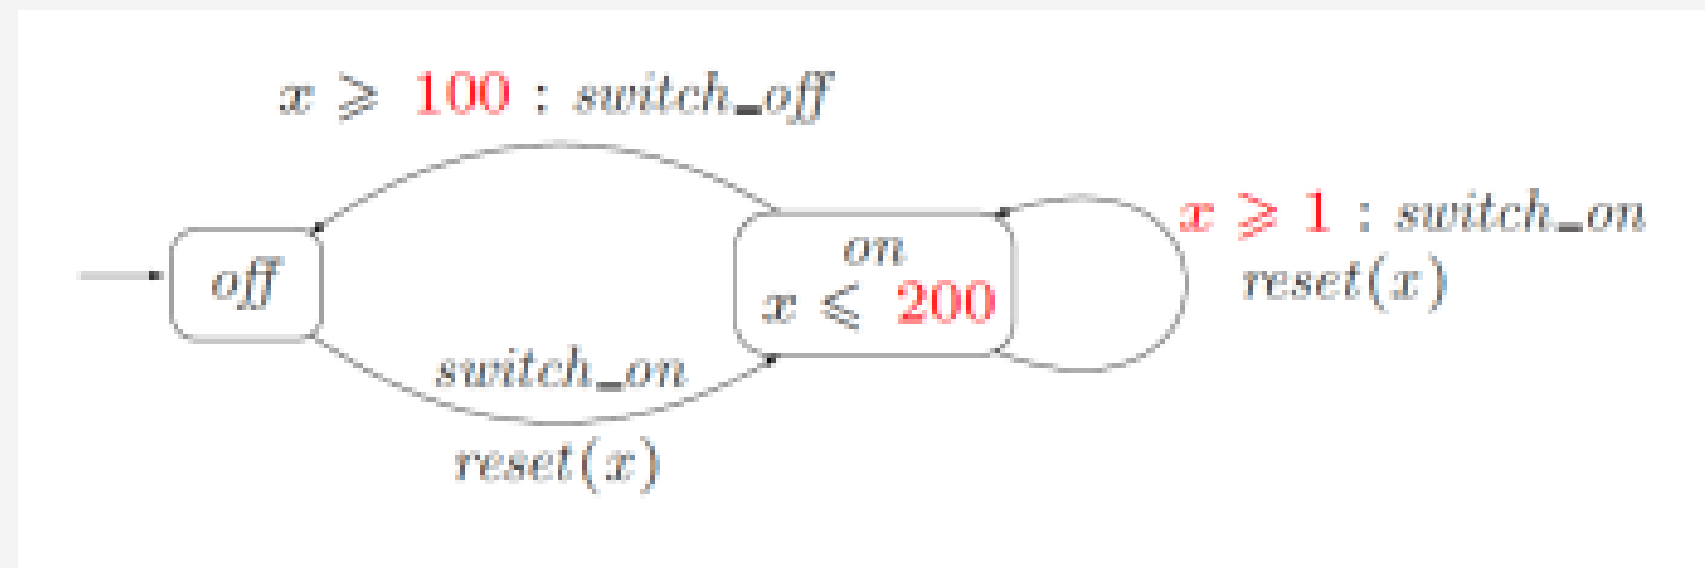 x ⩾ 100 : switch_off
x ⩾ 1 : switch_on
reset(x)
off
on
x ⩽ 200
switch_on
reset(x)